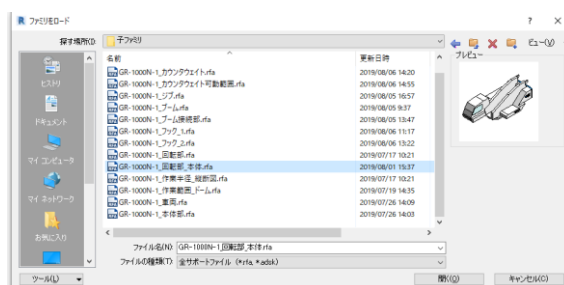 R ファミリロード ? ×
探す場所(I): 子ファミリ ビュー(V)
プレビュー
名前 更新日時
GR-1000N-1_カウンタウエイト.rfa 2019/08/06 14:20
GR-1000N-1_カウンタウエイト可動範囲.rfa 2019/08/06 14:55
GR-1000N-1_ジブ.rfa 2019/08/05 16:57
GR-1000N-1_ブーム.rfa 2019/08/05 9:37
GR-1000N-1_ブーム接続部.rfa 2019/08/05 13:47
GR-1000N-1_フック_1.rfa 2019/08/06 11:17
GR-1000N-1_フック_2.rfa 2019/08/06 13:22
GR-1000N-1_回転部.rfa 2019/07/17 10:21
GR-1000N-1_回転部_本体.rfa 2019/08/01 15:37
GR-1000N-1_作業半径_縦断図.rfa 2019/07/17 10:21
GR-1000N-1_作業範囲_ドーム.rfa 2019/07/19 14:35
GR-1000N-1_車両.rfa 2019/07/26 14:09
GR-1000N-1_本体部.rfa 2019/07/26 14:03
ヒストリ
ドキュメント
マイ コンピュータ
マイ ネットワーク
お気に入り
ファイル名(N): GR-1000N-1_回転部_本体.rfa
ファイルの種類(T): 全サポートファイル (*.rfa, *.adsk)
ツール(L) 開く(O) キャンセル(C)